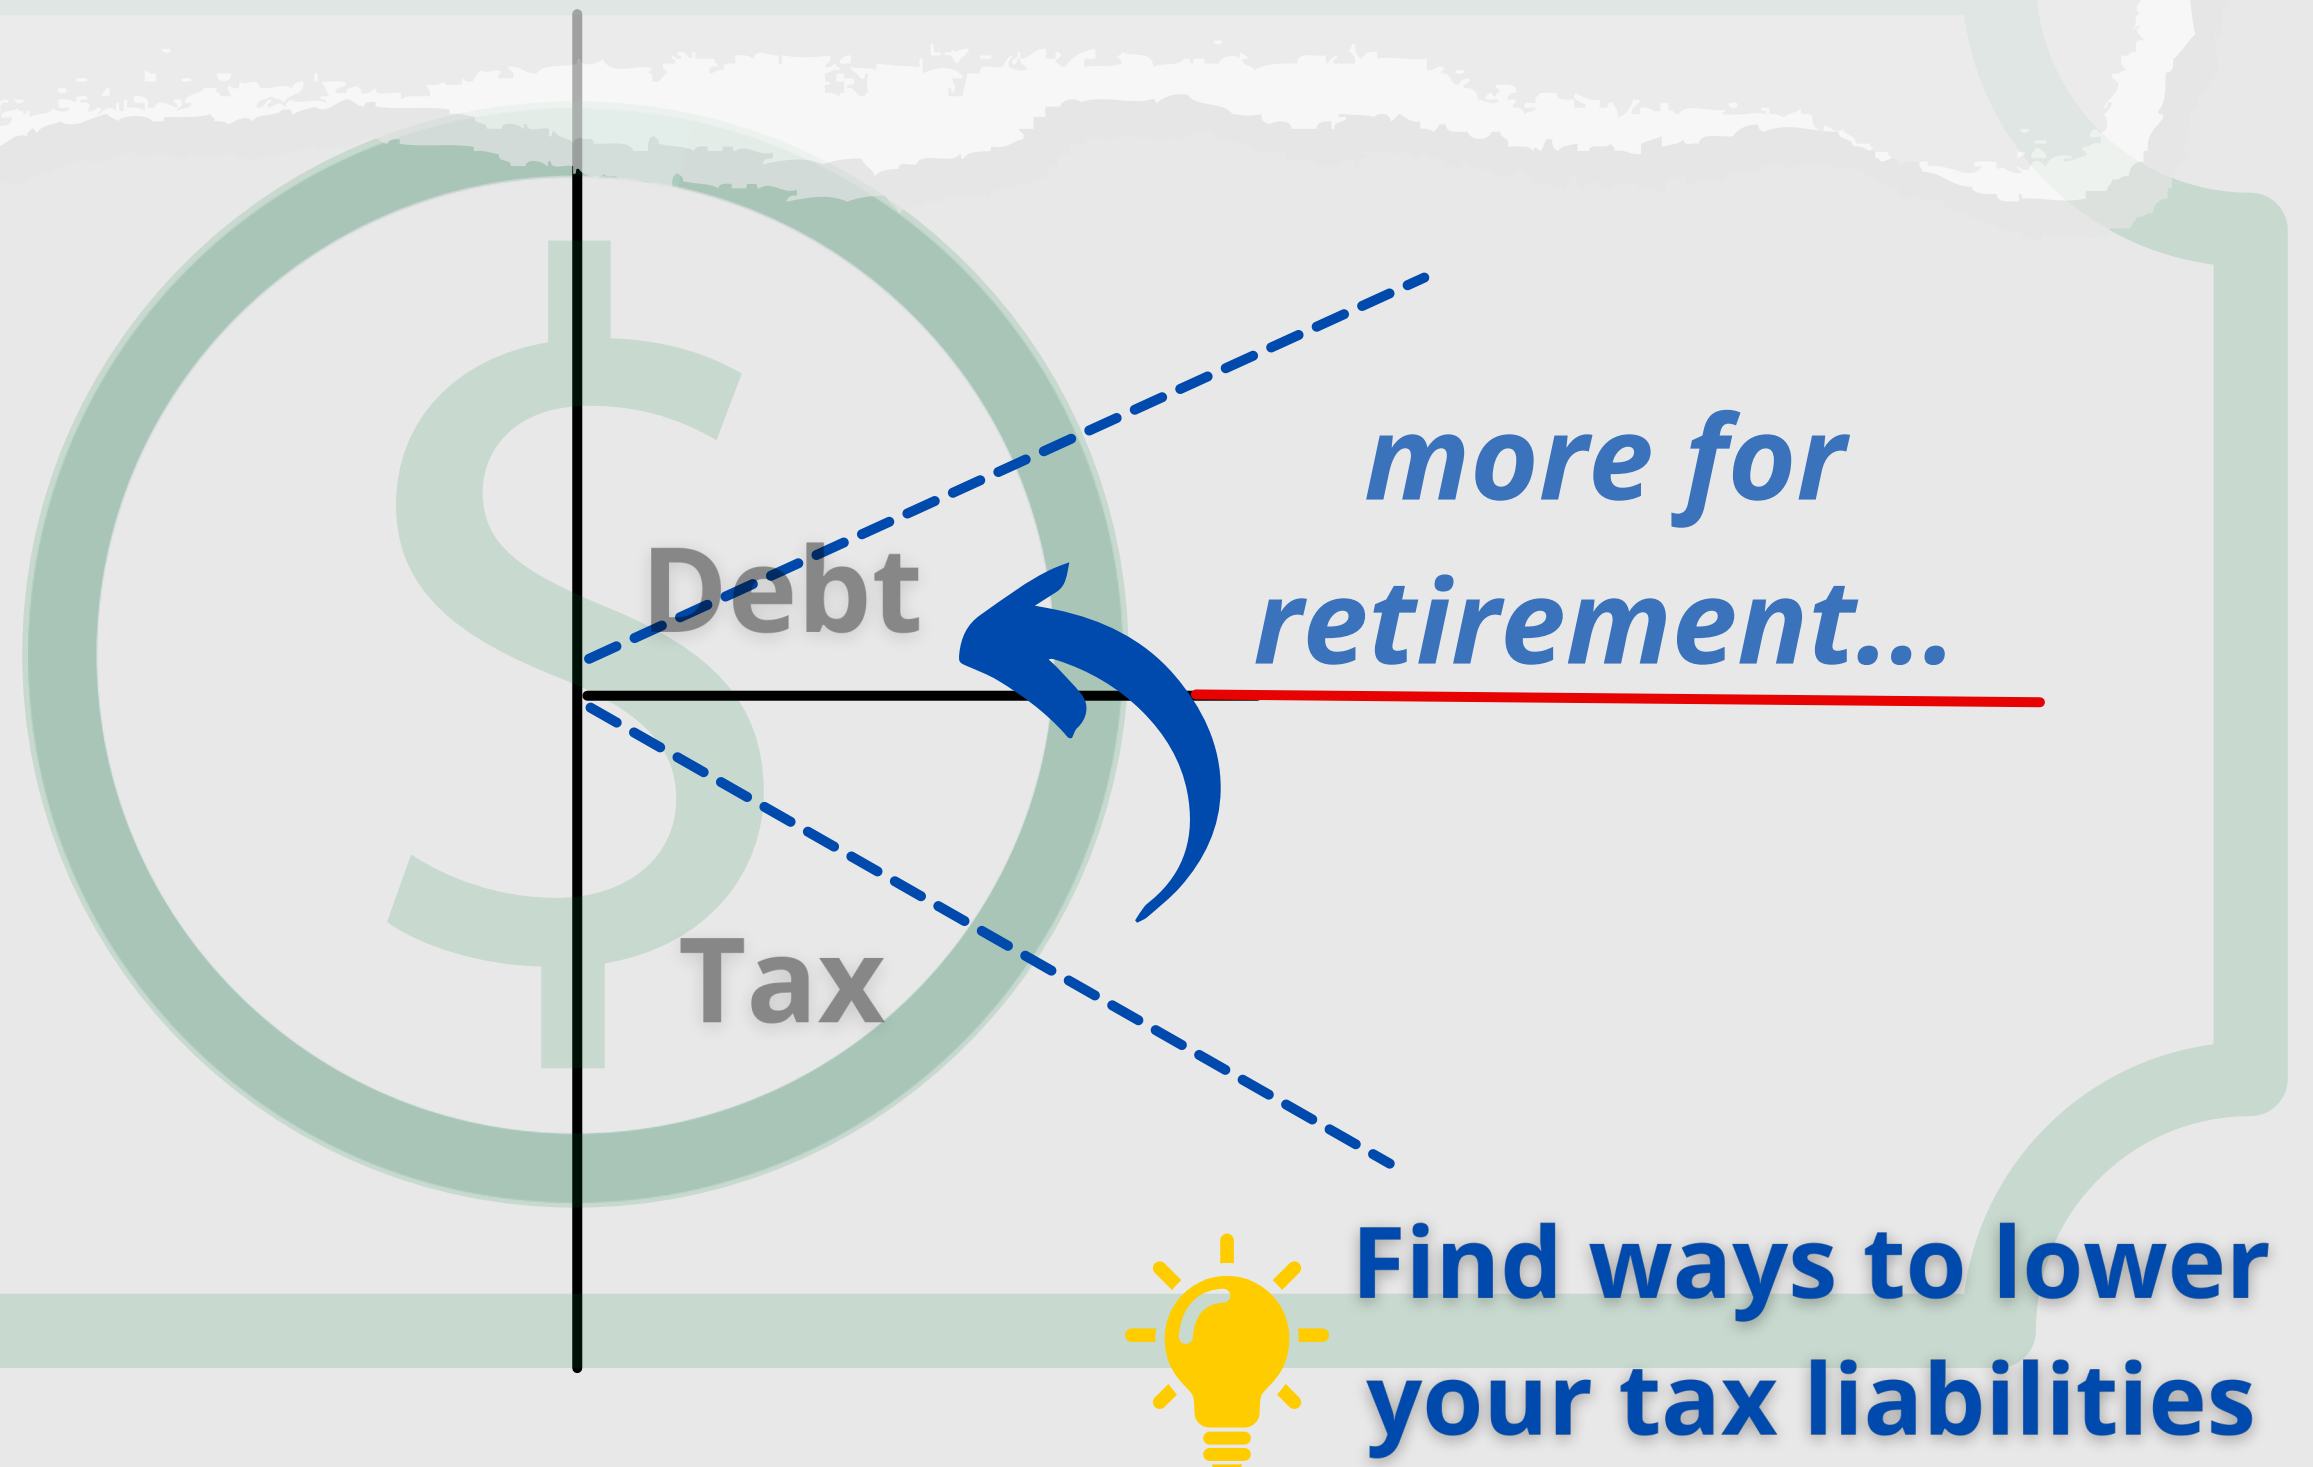 more for
retirement...
Debt
Tax
Find ways to lower
your tax liabilities